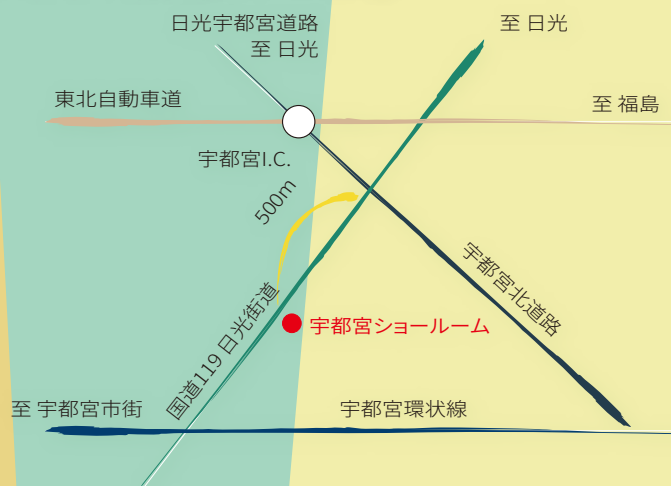 日光宇都宮道路
至 日光
至 日光
東北自動車道
至 福島
宇都宮I.C.
500m
宇都宮北道路
国道119 日光街道
宇都宮ショールーム
至 宇都宮市街
宇都宮環状線